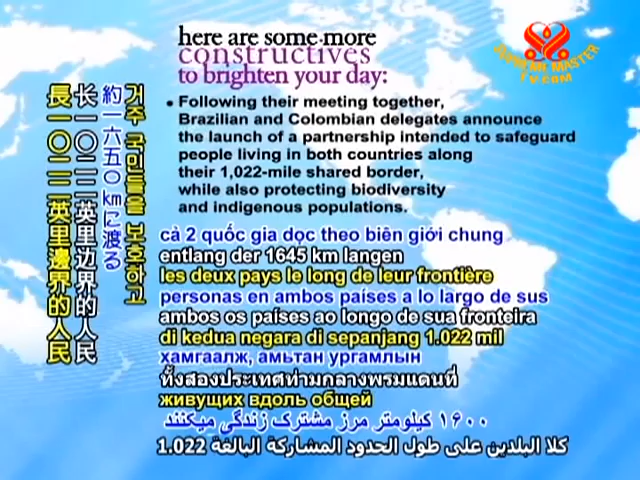 SUPREME MASTER
TV.COM
here are some more
constructives
to brighten your day:
• Following their meeting together,
Brazilian and Colombian delegates announce
the launch of a partnership intended to safeguard
people living in both countries along
their 1,022-mile shared border,
while also protecting biodiversity
and indigenous populations.
거주 국민들을 보호하고
約一六五〇kmに渡る
长一〇二二英里边界的人民
長一〇二二英里邊界的人民
cả 2 quốc gia dọc theo biên giới chung
entlang der 1645 km langen
les deux pays le long de leur frontière
personas en ambos países a lo largo de sus
ambos os países ao longo de sua fronteira
di kedua negara di sepanjang 1.022 mil
хамгаалж, амьтан ургамлын
ทั้งสองประเทศท่ามกลางพรมแดนที่
живущих вдоль общей
۱۶۰۰ کیلومتر مرز مشترک زندگی میکنند
كلا البلدين على طول الحدود المشاركة البالغة 1.022